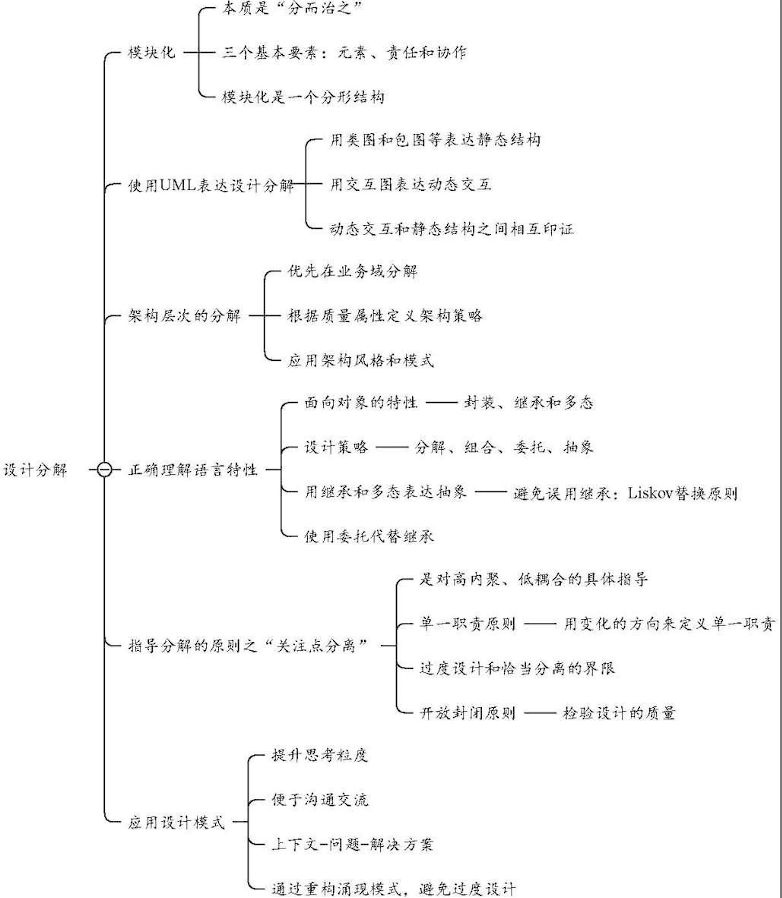 设计分解
模块化
本质是“分而治之”
三个基本要素：元素、责任和协作
模块化是一个分形结构
使用UML表达设计分解
用类图和包图等表达静态结构
用交互图表达动态交互
动态交互和静态结构之间相互印证
架构层次的分解
优先在业务域分解
根据质量属性定义架构策略
应用架构风格和模式
正确理解语言特性
面向对象的特性
封装、继承和多态
设计策略
分解、组合、委托、抽象
用继承和多态表达抽象
避免误用继承：Liskov替换原则
使用委托代替继承
指导分解的原则之“关注点分离”
是对高内聚、低耦合的具体指导
单一职责原则
用变化的方向来定义单一职责
过度设计和恰当分离的界限
开放封闭原则
检验设计的质量
应用设计模式
提升思考粒度
便于沟通交流
上下文-问题-解决方案
通过重构涌现模式，避免过度设计